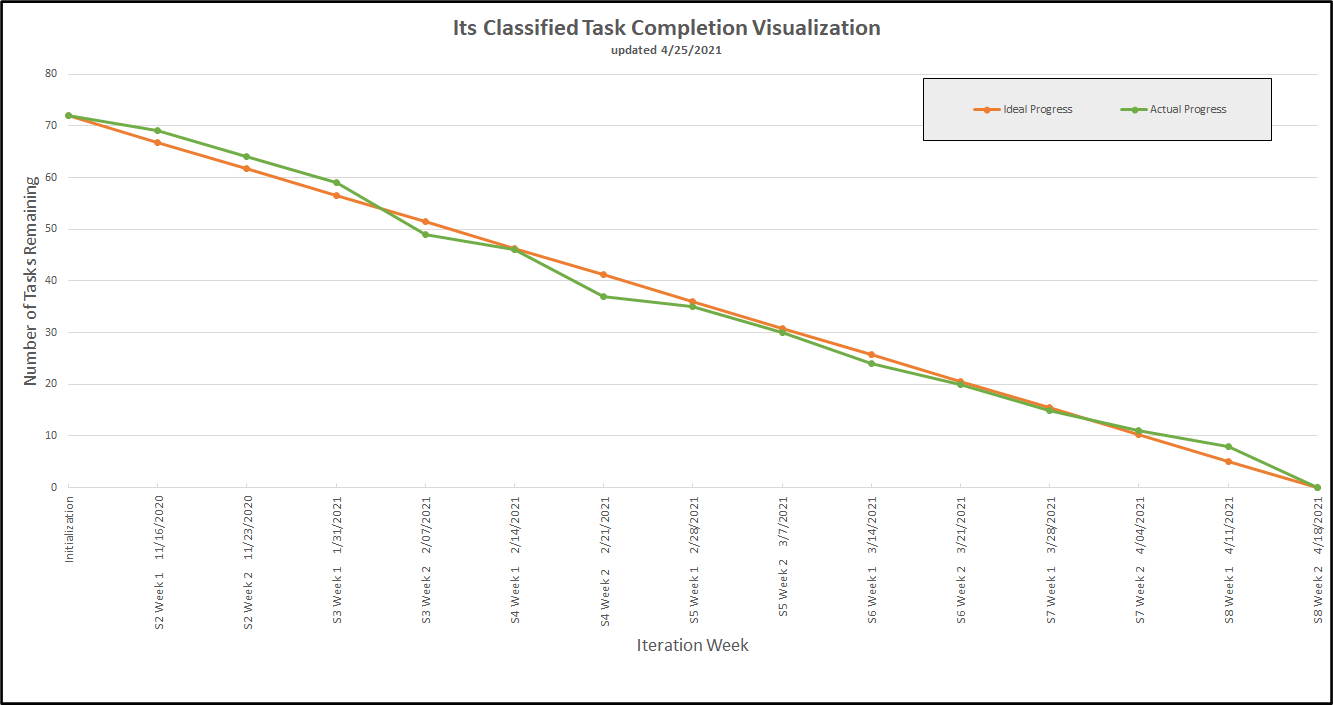 Its Classified Task Completion Visualization
updated 4/25/2021
Ideal Progress
Actual Progress
Number of Tasks Remaining
80
70
60
50
40
30
20
10
0
Initialization
S2 Week 1 11/16/2020
S2 Week 2 11/23/2020
S3 Week 1 1/31/2021
S3 Week 2 2/07/2021
S4 Week 1 2/14/2021
S4 Week 2 2/21/2021
S5 Week 1 2/28/2021
S5 Week 2 3/7/2021
S6 Week 1 3/14/2021
S6 Week 2 3/21/2021
S7 Week 1 3/28/2021
S7 Week 2 4/04/2021
S8 Week 1 4/11/2021
S8 Week 2 4/18/2021
Iteration Week